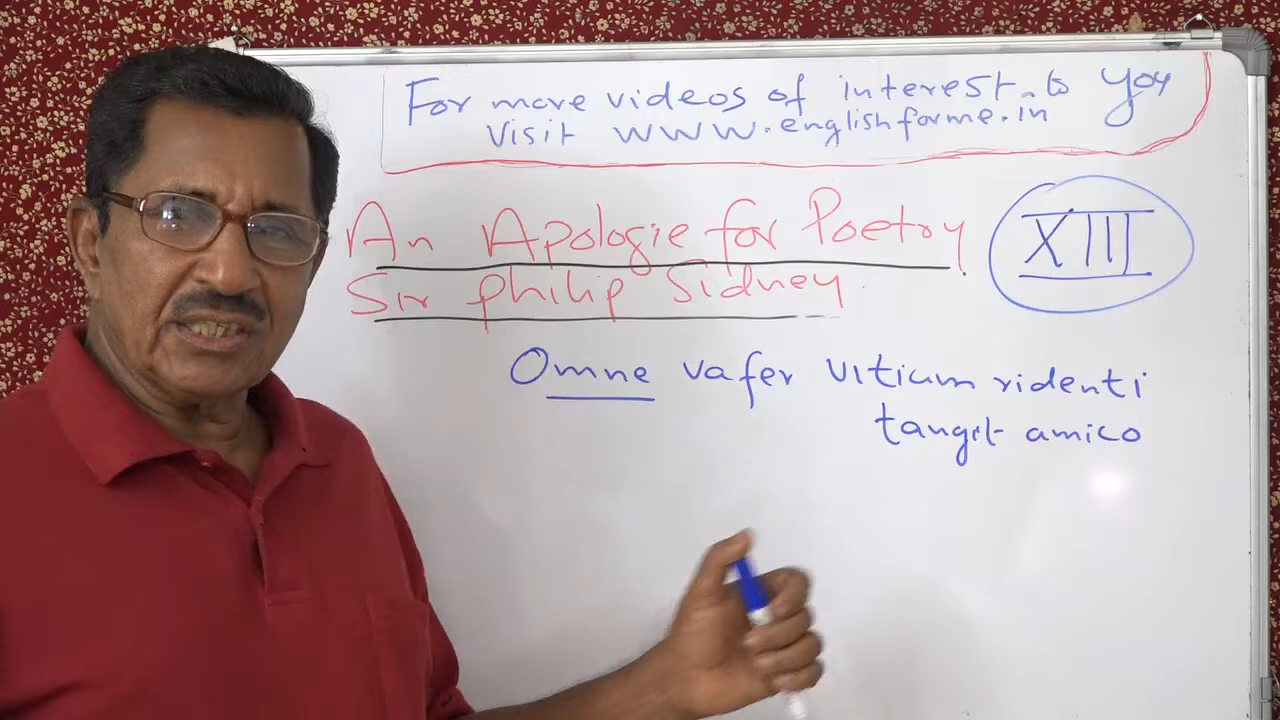 For more videos of interest to you
visit www.englishforme.in
An Apologie for Poetry
XIII
Sir Philip Sidney
Omne vafer vitium ridenti
tangit amico